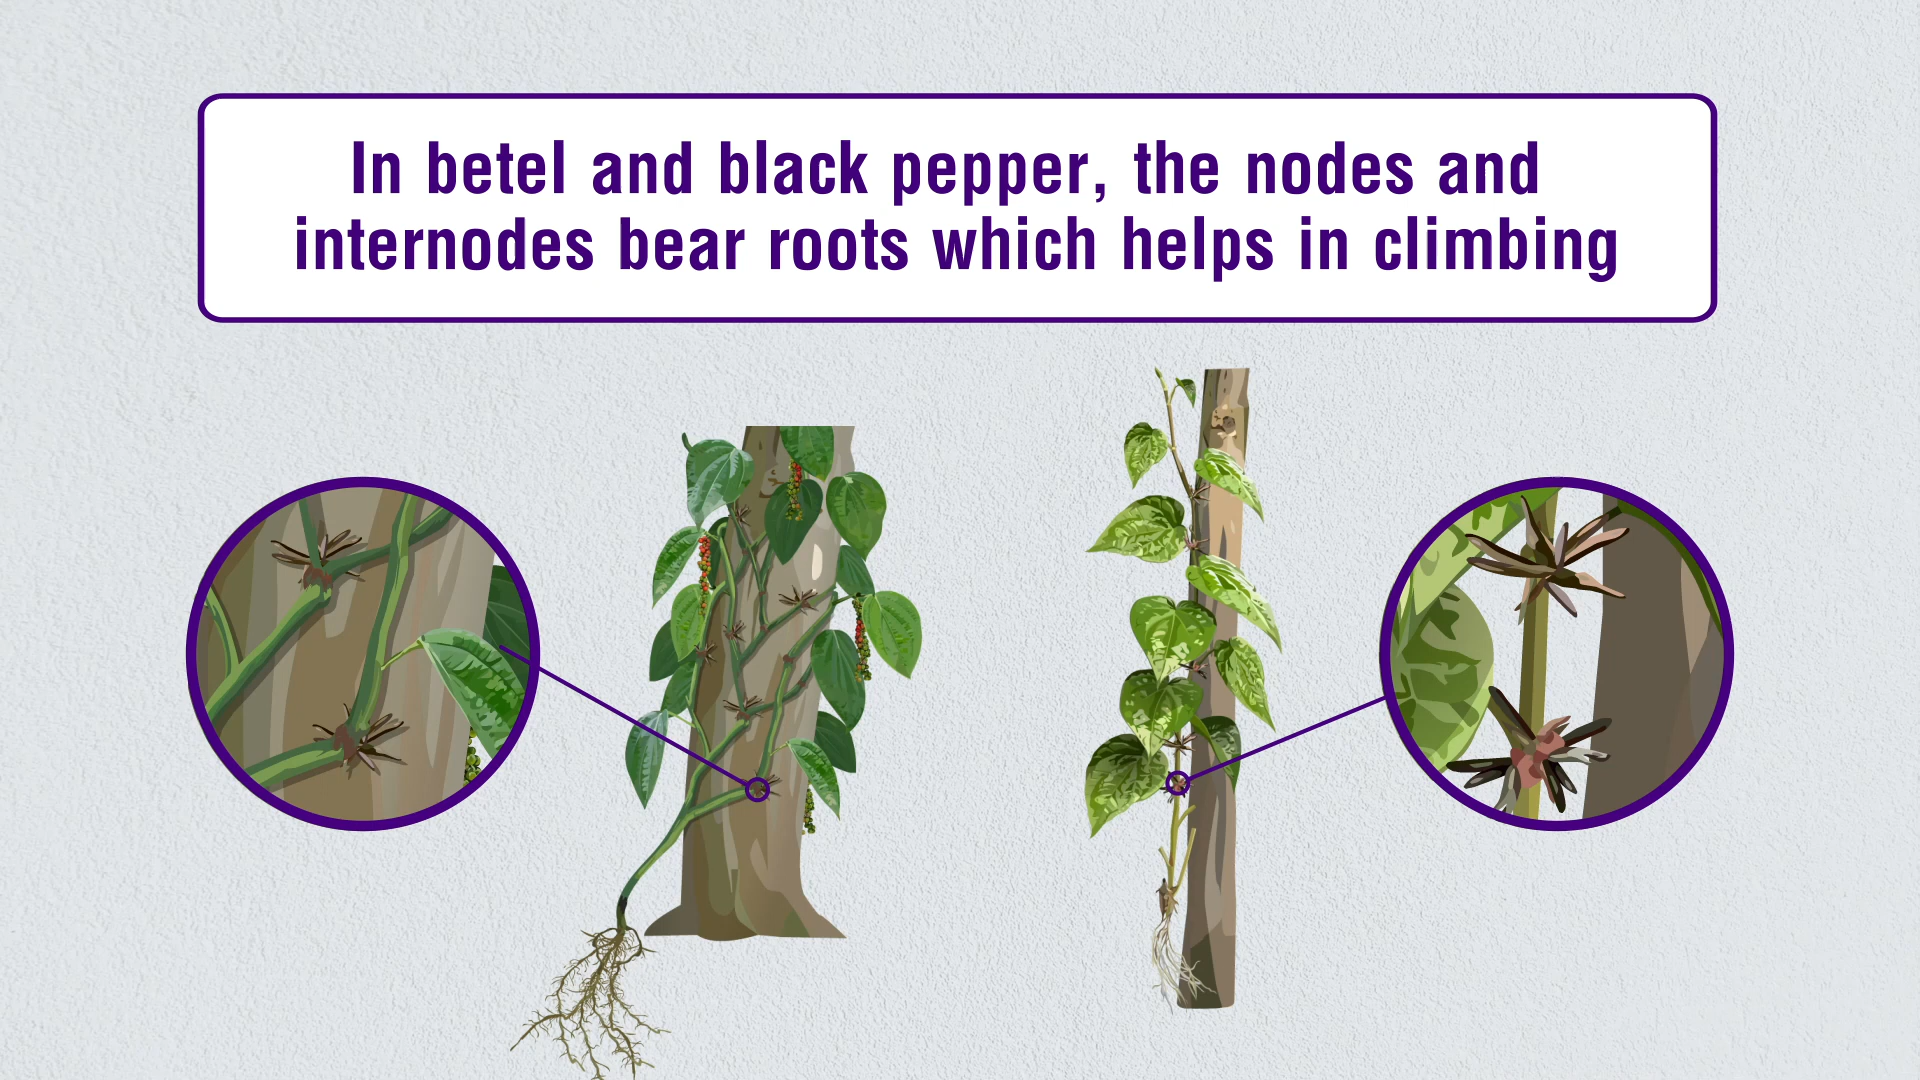 In betel and black pepper, the nodes and
internodes bear roots which helps in climbing